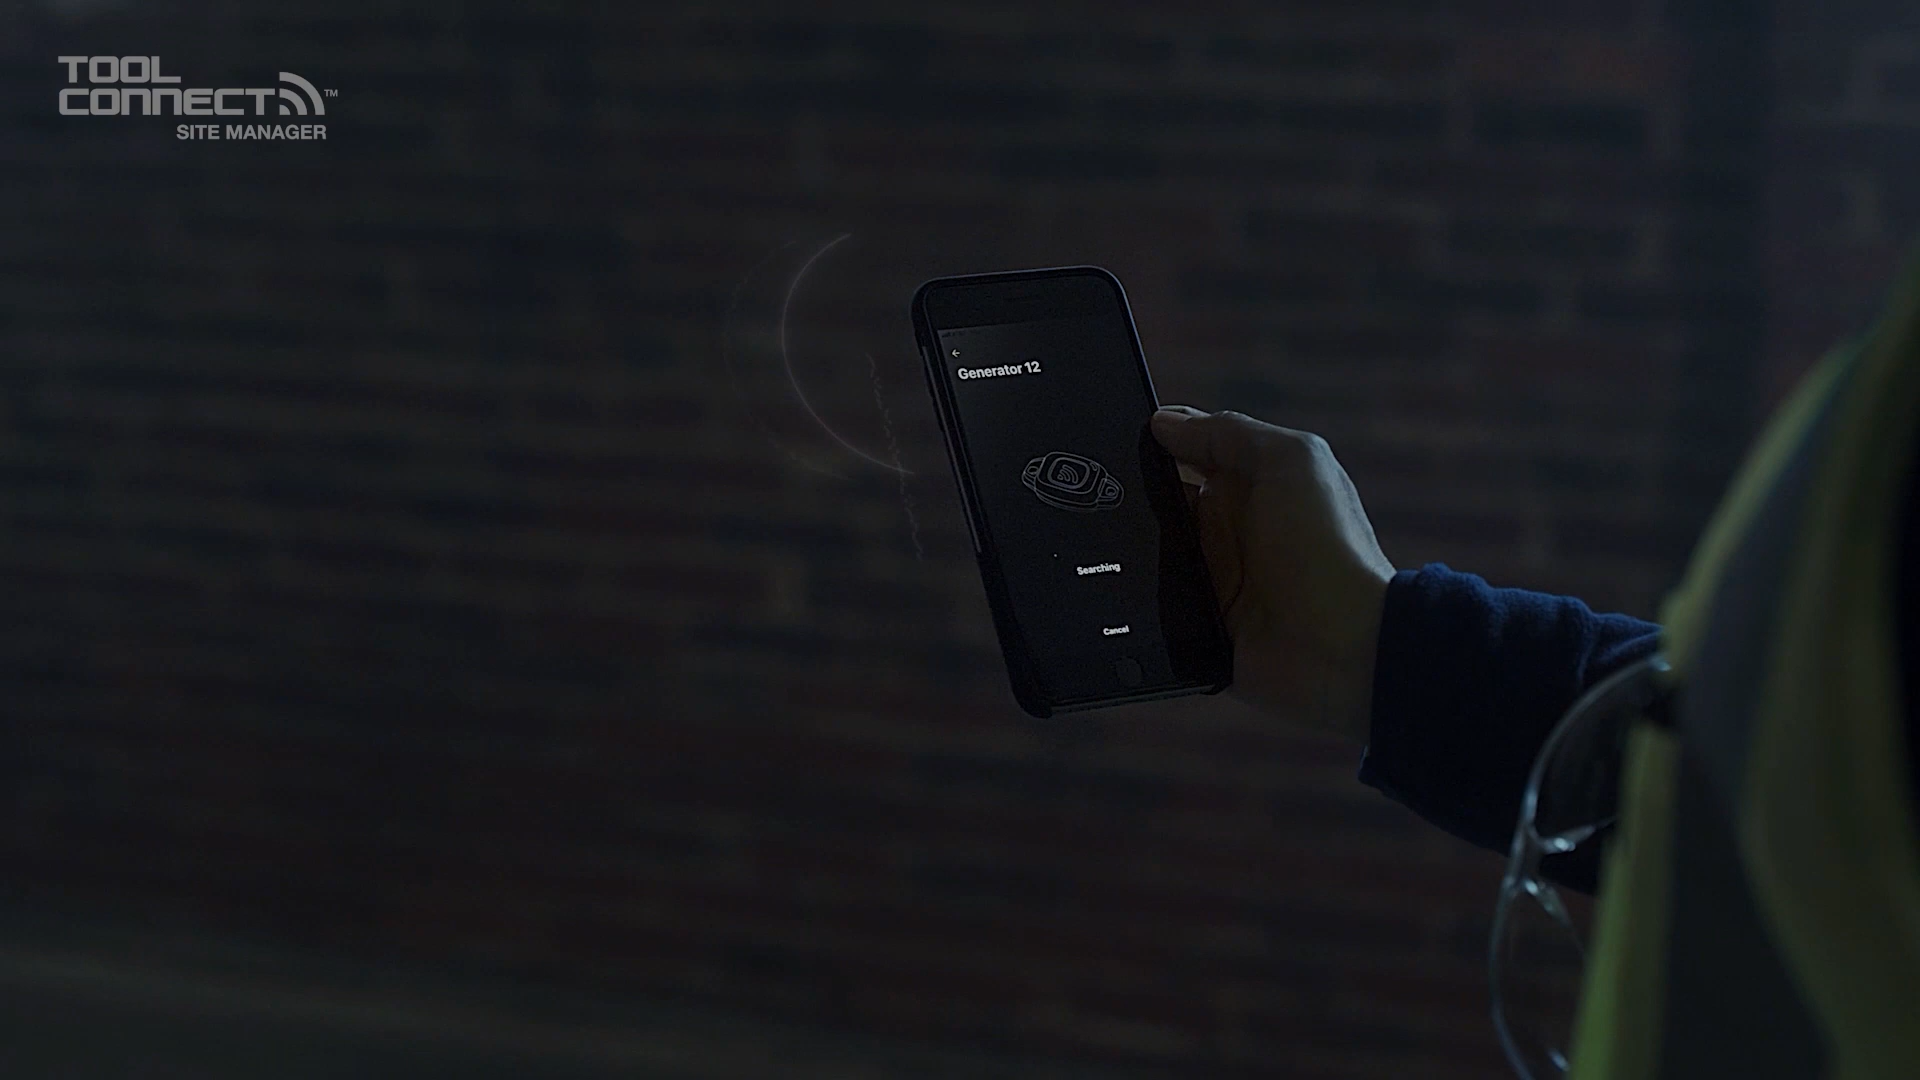 TOOL
CONNECT™
SITE MANAGER
Generator 12
Searching
Cancel